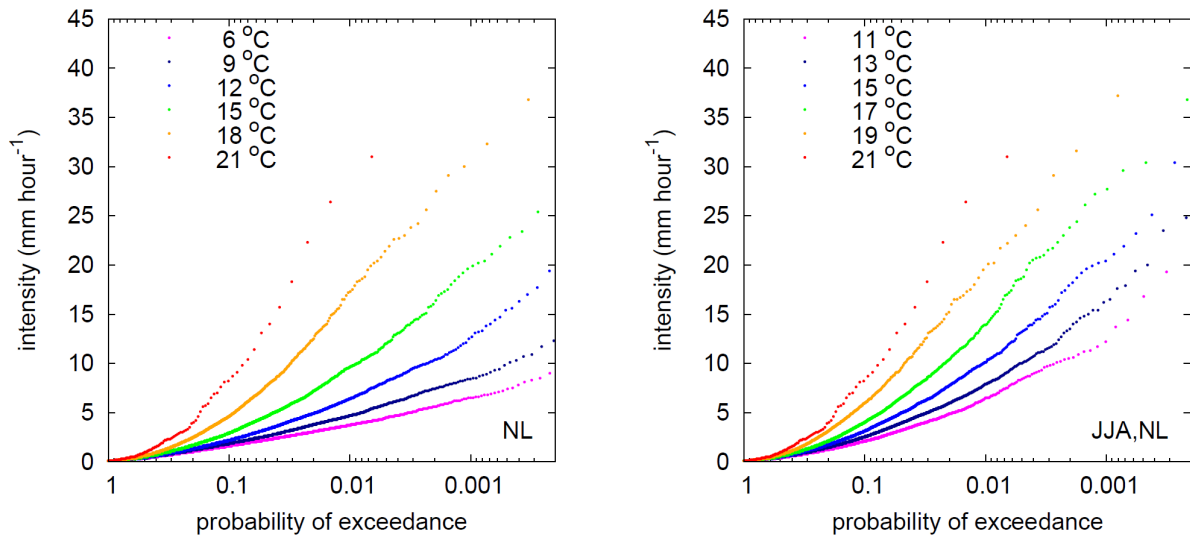 45
40
35
30
25
20
15
10
5
0
intensity (mm hour⁻¹)
6 °C
9 °C
12 °C
15 °C
18 °C
21 °C
NL
1 0.1 0.01 0.001
probability of exceedance
45
40
35
30
25
20
15
10
5
0
intensity (mm hour⁻¹)
11 °C
13 °C
15 °C
17 °C
19 °C
21 °C
JJA,NL
1 0.1 0.01 0.001
probability of exceedance